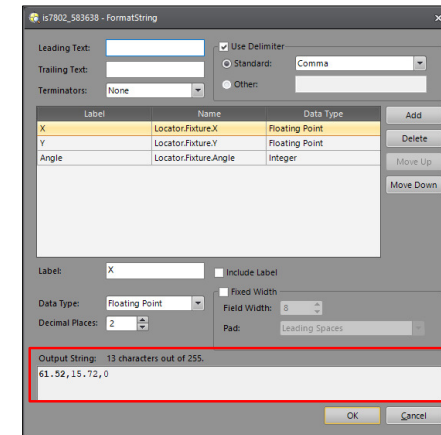 is7802_583638 - FormatString
Leading Text:
Use Delimiter
Trailing Text:
Standard: Comma
Terminators: None
Other:
Label Name Data Type
X Locator.Fixture.X Floating Point
Y Locator.Fixture.Y Floating Point
Angle Locator.Fixture.Angle Integer
Add
Delete
Move Up
Move Down
Label: X
Include Label
Fixed Width
Data Type: Floating Point
Field Width: 8
Decimal Places: 2
Pad: Leading Spaces
Output String: 13 characters out of 255.
61.52,15.72,0
OK Cancel